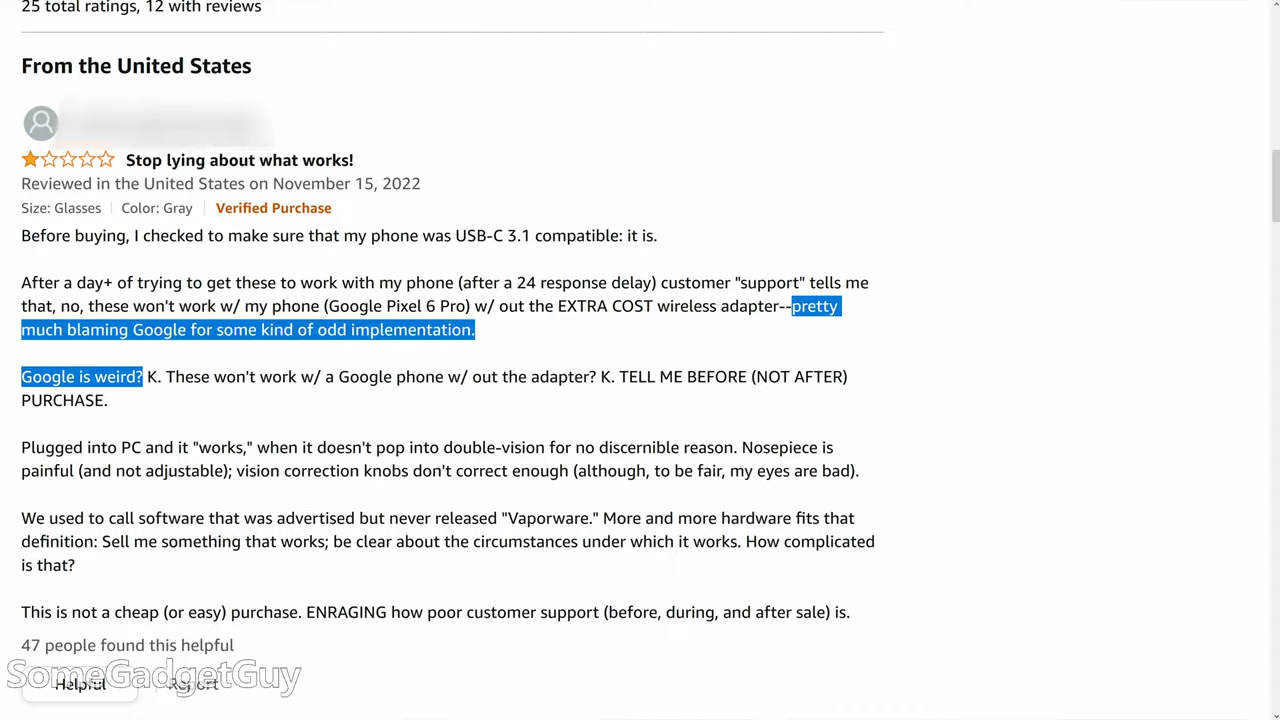 25 total ratings, 12 with reviews
From the United States
Stop lying about what works!
Reviewed in the United States on November 15, 2022
Size: Glasses | Color: Gray | Verified Purchase
Before buying, I checked to make sure that my phone was USB-C 3.1 compatible: it is.
After a day+ of trying to get these to work with my phone (after a 24 response delay) customer "support" tells me
that, no, these won't work w/ my phone (Google Pixel 6 Pro) w/ out the EXTRA COST wireless adapter--pretty
much blaming Google for some kind of odd implementation.
Google is weird? K. These won't work w/ a Google phone w/ out the adapter? K. TELL ME BEFORE (NOT AFTER)
PURCHASE.
Plugged into PC and it "works," when it doesn't pop into double-vision for no discernible reason. Nosepiece is
painful (and not adjustable); vision correction knobs don't correct enough (although, to be fair, my eyes are bad).
We used to call software that was advertised but never released "Vaporware." More and more hardware fits that
definition: Sell me something that works; be clear about the circumstances under which it works. How complicated
is that?
This is not a cheap (or easy) purchase. ENRAGING how poor customer support (before, during, and after sale) is.
47 people found this helpful
SomeGadgetGuy
Helpful | Report